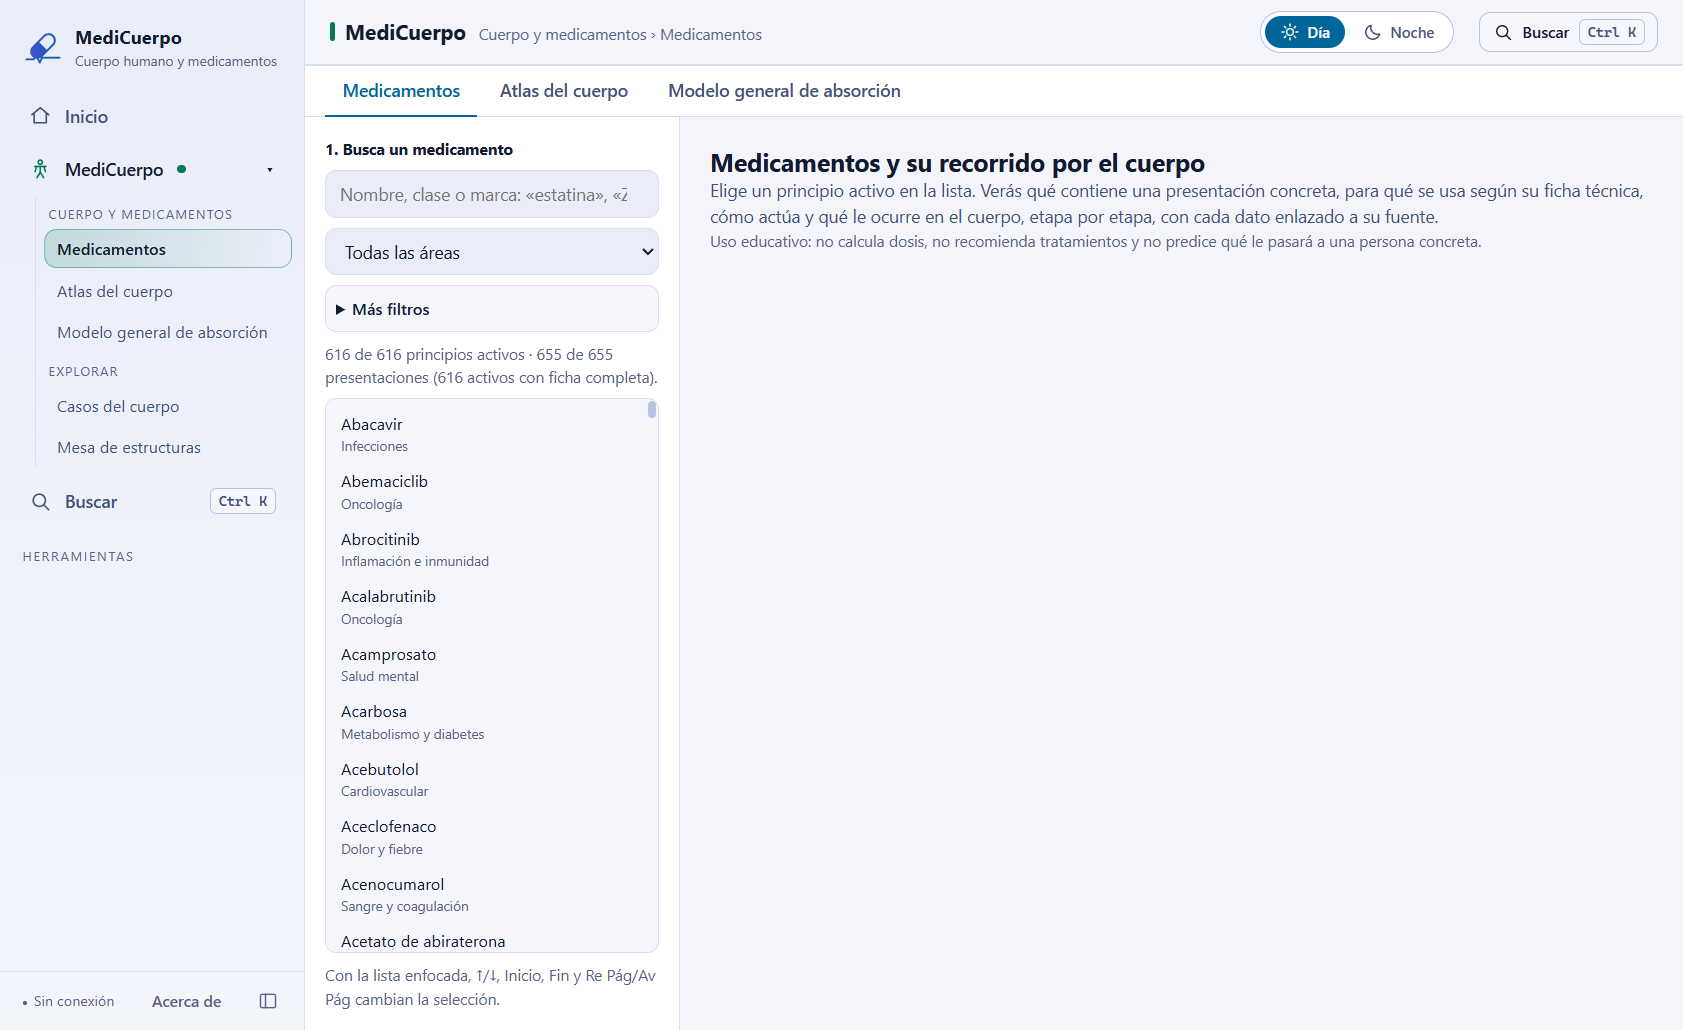 MediCuerpo
Cuerpo humano y medicamentos
Inicio
MediCuerpo
CUERPO Y MEDICAMENTOS
Medicamentos
Atlas del cuerpo
Modelo general de absorción
EXPLORAR
Casos del cuerpo
Mesa de estructuras
Buscar Ctrl K
HERRAMIENTAS
Sin conexión Acerca de
MediCuerpo Cuerpo y medicamentos › Medicamentos
Día Noche Buscar Ctrl K
Medicamentos Atlas del cuerpo Modelo general de absorción
1. Busca un medicamento
Nombre, clase o marca: «estatina», «Z
Todas las áreas
Más filtros
616 de 616 principios activos · 655 de 655
presentaciones (616 activos con ficha completa).
Abacavir
Infecciones
Abemaciclib
Oncología
Abrocitinib
Inflamación e inmunidad
Acalabrutinib
Oncología
Acamprosato
Salud mental
Acarbosa
Metabolismo y diabetes
Acebutolol
Cardiovascular
Aceclofenaco
Dolor y fiebre
Acenocumarol
Sangre y coagulación
Acetato de abiraterona
Con la lista enfocada, ↑/↓, Inicio, Fin y Re Pág/Av
Pág cambian la selección.
Medicamentos y su recorrido por el cuerpo
Elige un principio activo en la lista. Verás qué contiene una presentación concreta, para qué se usa según su ficha técnica,
cómo actúa y qué le ocurre en el cuerpo, etapa por etapa, con cada dato enlazado a su fuente.
Uso educativo: no calcula dosis, no recomienda tratamientos y no predice qué le pasará a una persona concreta.